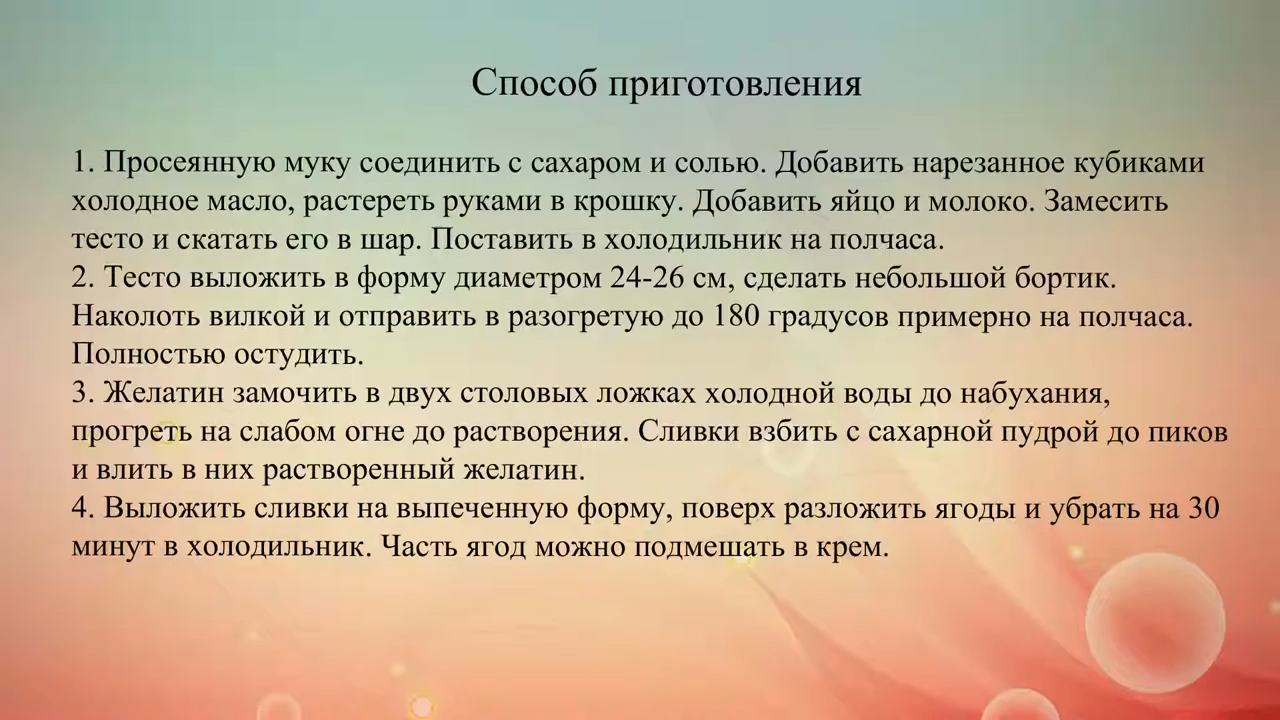 Способ приготовления
1. Просеянную муку соединить с сахаром и солью. Добавить нарезанное кубиками
холодное масло, растереть руками в крошку. Добавить яйцо и молоко. Замесить
тесто и скатать его в шар. Поставить в холодильник на полчаса.
2. Тесто выложить в форму диаметром 24-26 см, сделать небольшой бортик.
Наколоть вилкой и отправить в разогретую до 180 градусов примерно на полчаса.
Полностью остудить.
3. Желатин замочить в двух столовых ложках холодной воды до набухания,
прогреть на слабом огне до растворения. Сливки взбить с сахарной пудрой до пиков
и влить в них растворенный желатин.
4. Выложить сливки на выпеченную форму, поверх разложить ягоды и убрать на 30
минут в холодильник. Часть ягод можно подмешать в крем.